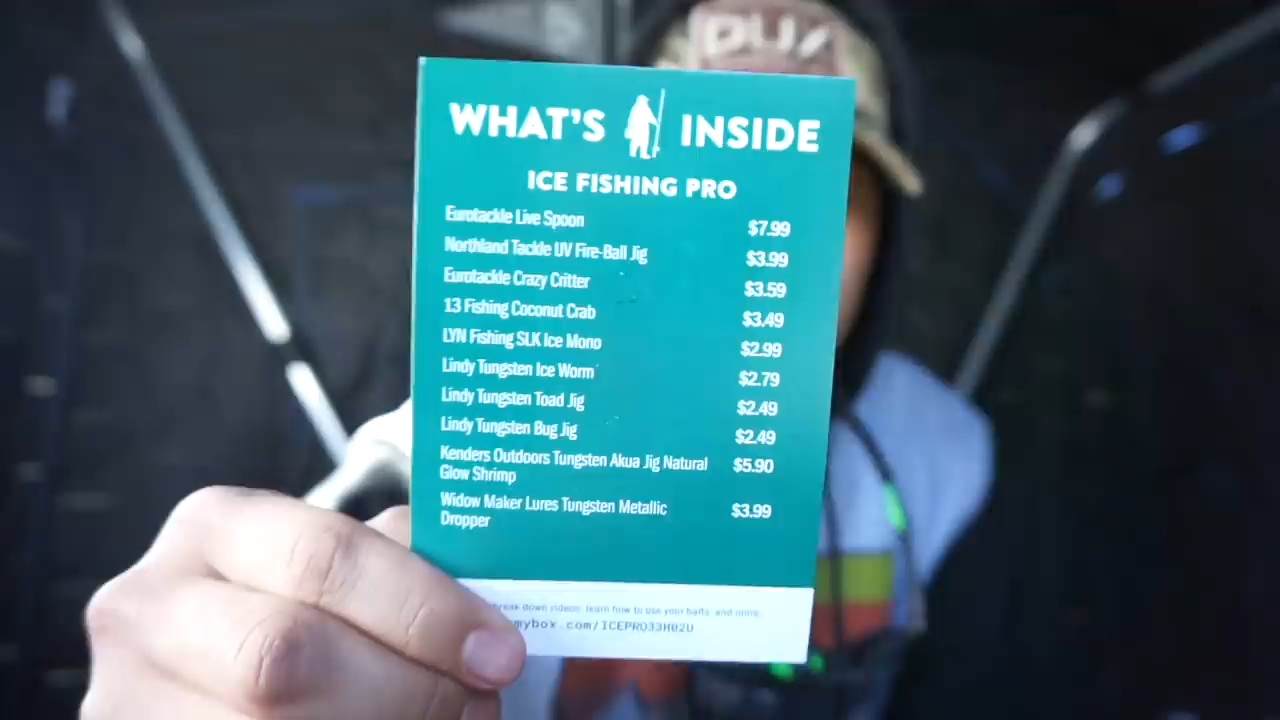 WHAT'S INSIDE
ICE FISHING PRO
Eurotackle Live Spoon $7.99
Northland Tackle UV Fire-Ball Jig $3.99
Eurotackle Crazy Critter $3.59
13 Fishing Coconut Crab $3.49
LYN Fishing SLK Ice Mono $2.99
Lindy Tungsten Ice Worm $2.79
Lindy Tungsten Toad Jig $2.49
Lindy Tungsten Bug Jig $2.49
Kenders Outdoors Tungsten Akua Jig Natural $5.90
Glow Shrimp
Widow Maker Lures Tungsten Metallic $3.99
Dropper
break down videos, learn how to use your baits, and more.
mybox.com/ICEPRO33H02U